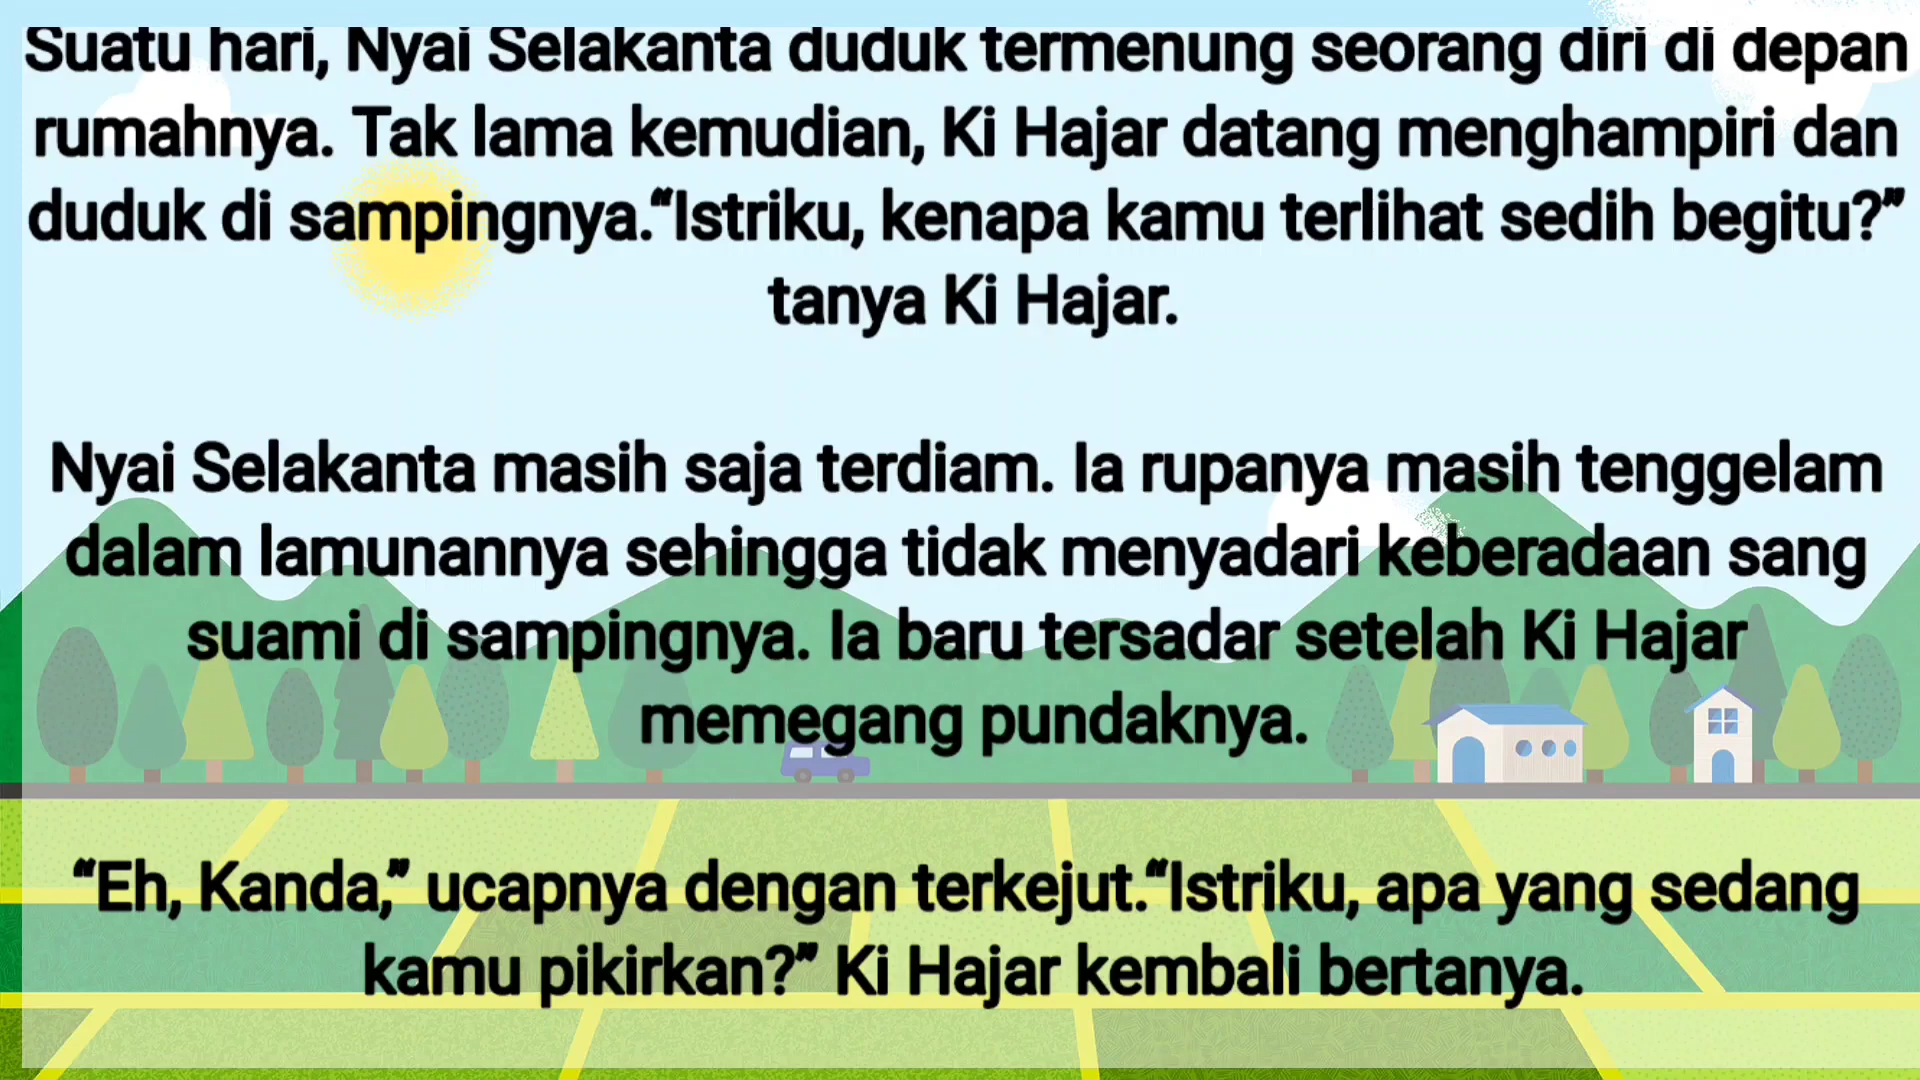 Suatu hari, Nyai Selakanta duduk termenung seorang diri di depan
rumahnya. Tak lama kemudian, Ki Hajar datang menghampiri dan
duduk di sampingnya.“Istriku, kenapa kamu terlihat sedih begitu?”
tanya Ki Hajar.
Nyai Selakanta masih saja terdiam. Ia rupanya masih tenggelam
dalam lamunannya sehingga tidak menyadari keberadaan sang
suami di sampingnya. Ia baru tersadar setelah Ki Hajar
memegang pundaknya.
“Eh, Kanda,” ucapnya dengan terkejut.“Istriku, apa yang sedang
kamu pikirkan?” Ki Hajar kembali bertanya.